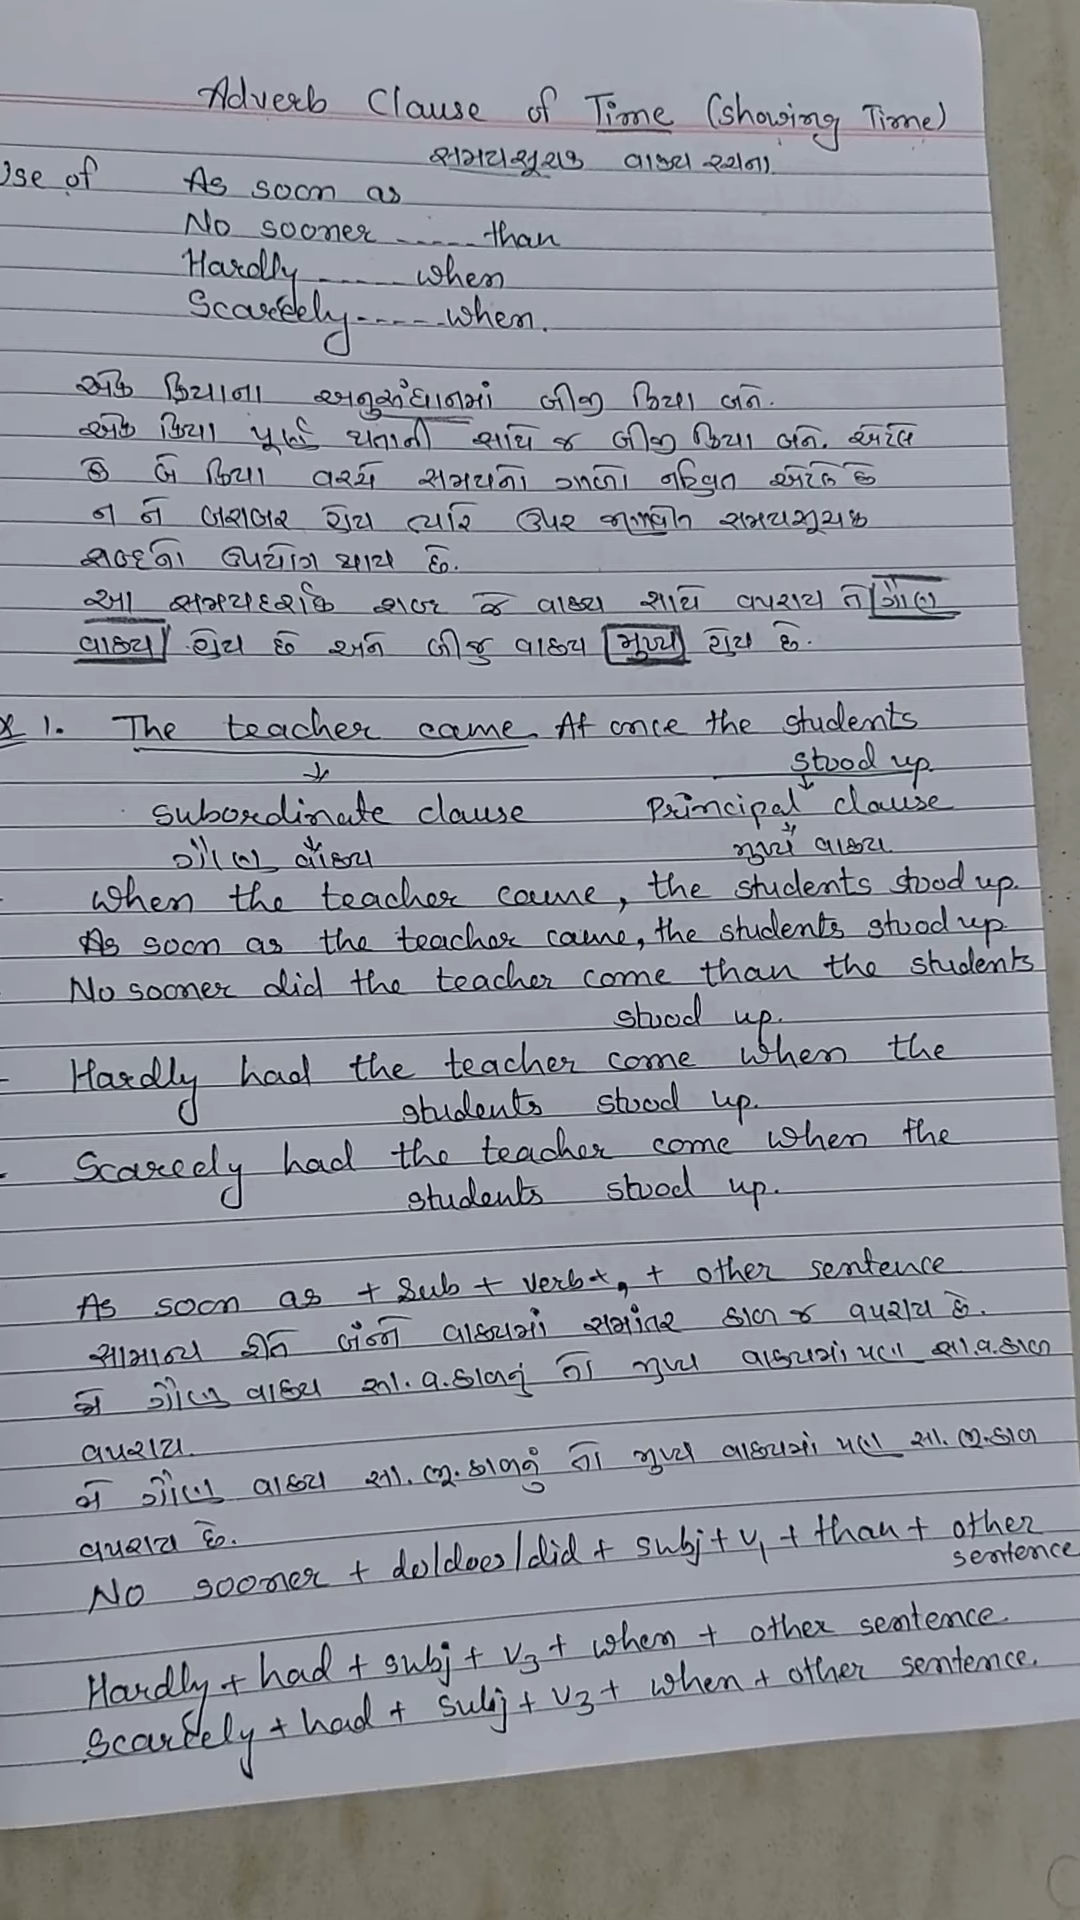 Adverb Clause of Time (showing Time)
સમયસૂચક વાક્ય રચના
Use of As soon as
No sooner ..... than
Hardly ...... when
Scarcely ..... when.
એક ક્રિયાના અનુસંધાનમાં બીજી ક્રિયા બને.
એક ક્રિયા પૂર્ણ થતાની સાથે જ બીજી ક્રિયા બને. એટલે
કે બે ક્રિયા વચ્ચે સમયનો ગાળો નહિવત એટલે કે
ન ને બરાબર હોય ત્યારે ઉપર જણાવેલ સમયસૂચક
શબ્દનો ઉપયોગ થાય છે.
આ સમયદર્શક શબ્દ જે વાક્ય સાથે વપરાય તે ગૌણ
વાક્ય હોય છે અને બીજુ વાક્ય મુખ્ય હોય છે.
1. The teacher came. At once the students
stood up.
subordinate clause Principal clause
ગૌણ વાક્ય મુખ્ય વાક્ય
When the teacher came, the students stood up.
As soon as the teacher came, the students stood up
No sooner did the teacher come than the students
stood up.
Hardly had the teacher come when the
students stood up.
Scarcely had the teacher come when the
students stood up.
As soon as + Sub + verb+, + other sentence
સામાન્ય રીતે બંન્ને વાક્યમાં સમાંતર કાળ જ વપરાય છે.
જો ગૌણ વાક્ય સા. વ. કાળનું તો મુખ્ય વાક્યમાં પણ સા. વ. કાળ
વપરાય.
જો ગૌણ વાક્ય સા. ભૂ. કાળનું તો મુખ્ય વાક્યમાં પણ સા. ભૂ. કાળ
વપરાય છે.
No sooner + do/does/did + subj + V1 + than + other
sentence
Hardly + had + subj + V3 + when + other sentence.
Scarcely + had + subj + V3 + when + other sentence.